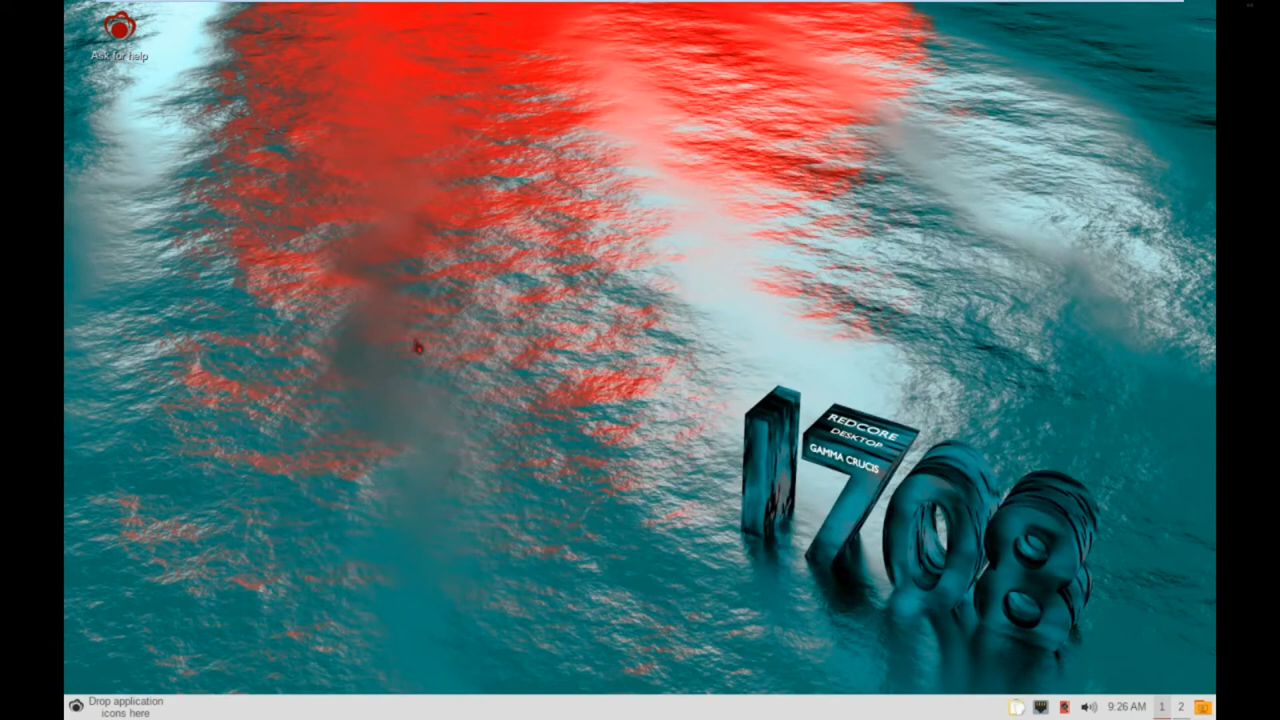 Ask for help
1708
REDCORE
DESKTOP
GAMMA CRUCIS
Drop application
icons here
9:26 AM
1
2